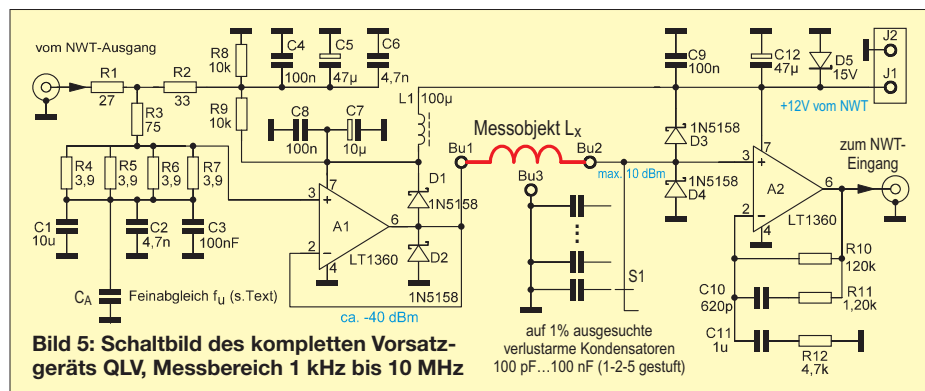 vom NWT-Ausgang
R1
27
R2
33
R3
75
R8
10k
R9
10k
C4
100n
C5
47µ
C6
4,7n
L1
100µ
C8
100n
C7
10µ
R4
3,9
R5
3,9
R6
3,9
R7
3,9
C1
10u
C2
4,7n
C3
100nF
CA
Feinabgleich fu (s.Text)
3
+
7
A1
6
2
−
4
LT1360
D1
1N5158
D2
1N5158
ca. -40 dBm
Bu1
Messobjekt Lx
Bu2
Bu3
max. 10 dBm
S1
auf 1% ausgesuchte
verlustarme Kondensatoren
100 pF…100 nF (1-2-5 gestuft)
C9
100n
C12
47µ
D5
15V
J2
J1
+12V vom NWT
1N5158
D3
D4
1N5158
3
+
7
A2
6
2
−
4
LT1360
zum NWT-
Eingang
R10
120k
C10
620p
R11
1,20k
C11
1u
R12
4,7k
Bild 5: Schaltbild des kompletten Vorsatz-
geräts QLV, Messbereich 1 kHz bis 10 MHz